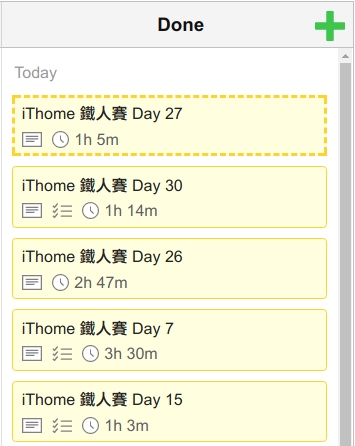 Done
Today
iThome 鐵人賽 Day 27
1h 5m
iThome 鐵人賽 Day 30
1h 14m
iThome 鐵人賽 Day 26
2h 47m
iThome 鐵人賽 Day 7
3h 30m
iThome 鐵人賽 Day 15
1h 3m